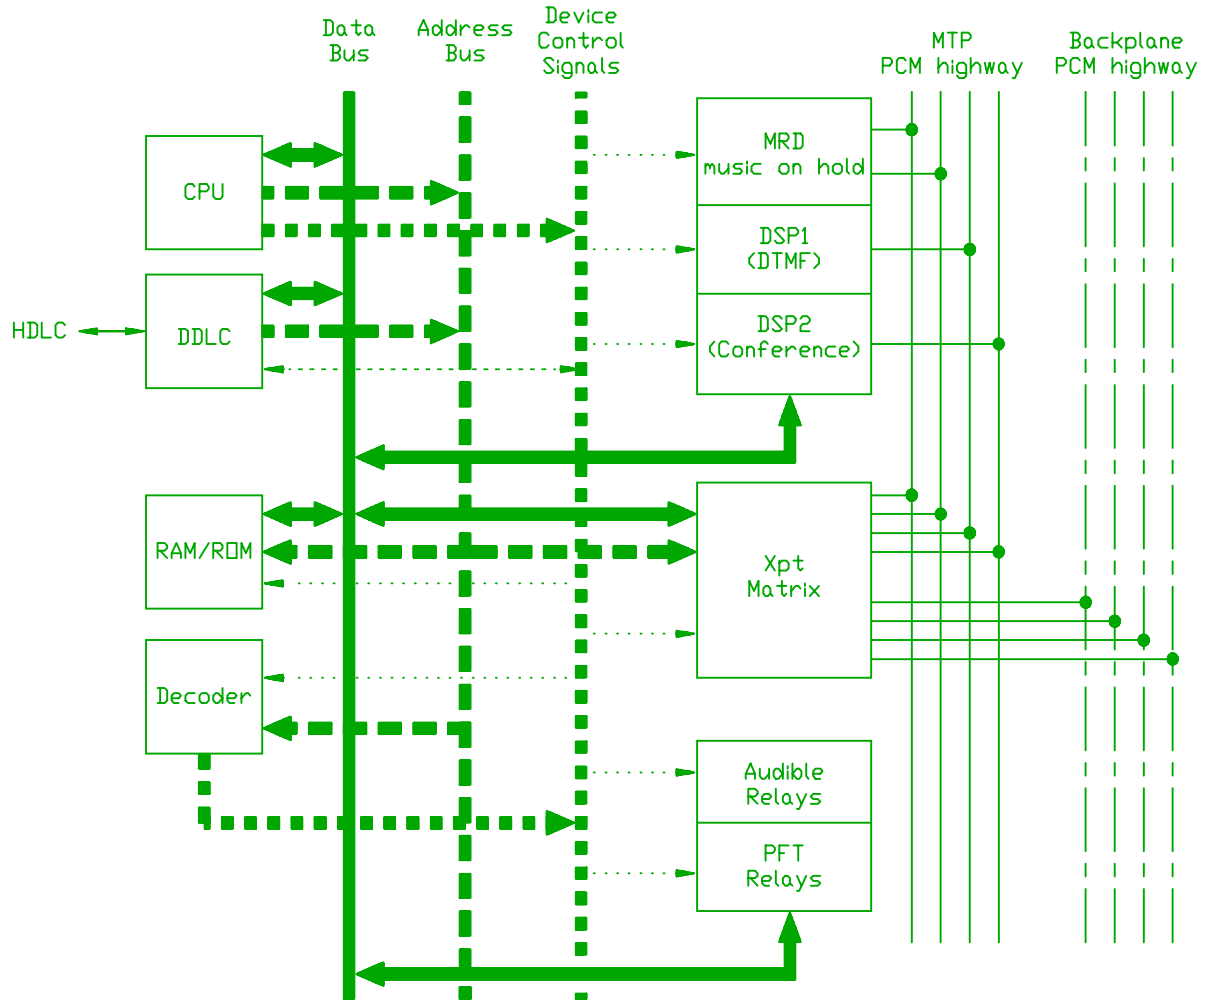 Data
Bus
Address
Bus
Device
Control
Signals
MTP
PCM highway
Backplane
PCM highway
CPU
MRD
music on hold
DSP1
(DTMF)
HDLC
DDLC
DSP2
(Conference)
RAM/ROM
Xpt
Matrix
Decoder
Audible
Relays
PFT
Relays